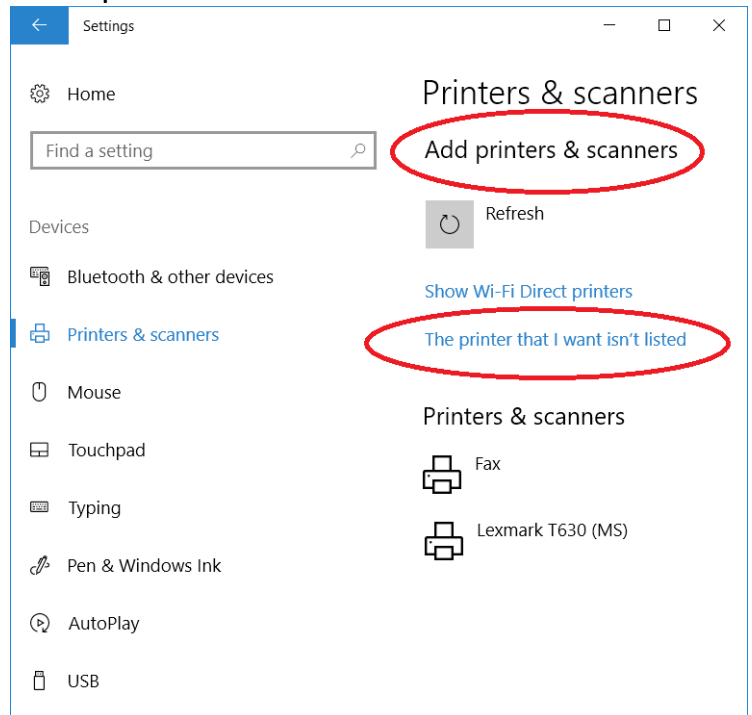 Settings
Home
Find a setting
Devices
Bluetooth & other devices
Printers & scanners
Mouse
Touchpad
Typing
Pen & Windows Ink
AutoPlay
USB
Printers & scanners
Add printers & scanners
Refresh
Show Wi-Fi Direct printers
The printer that I want isn't listed
Printers & scanners
Fax
Lexmark T630 (MS)